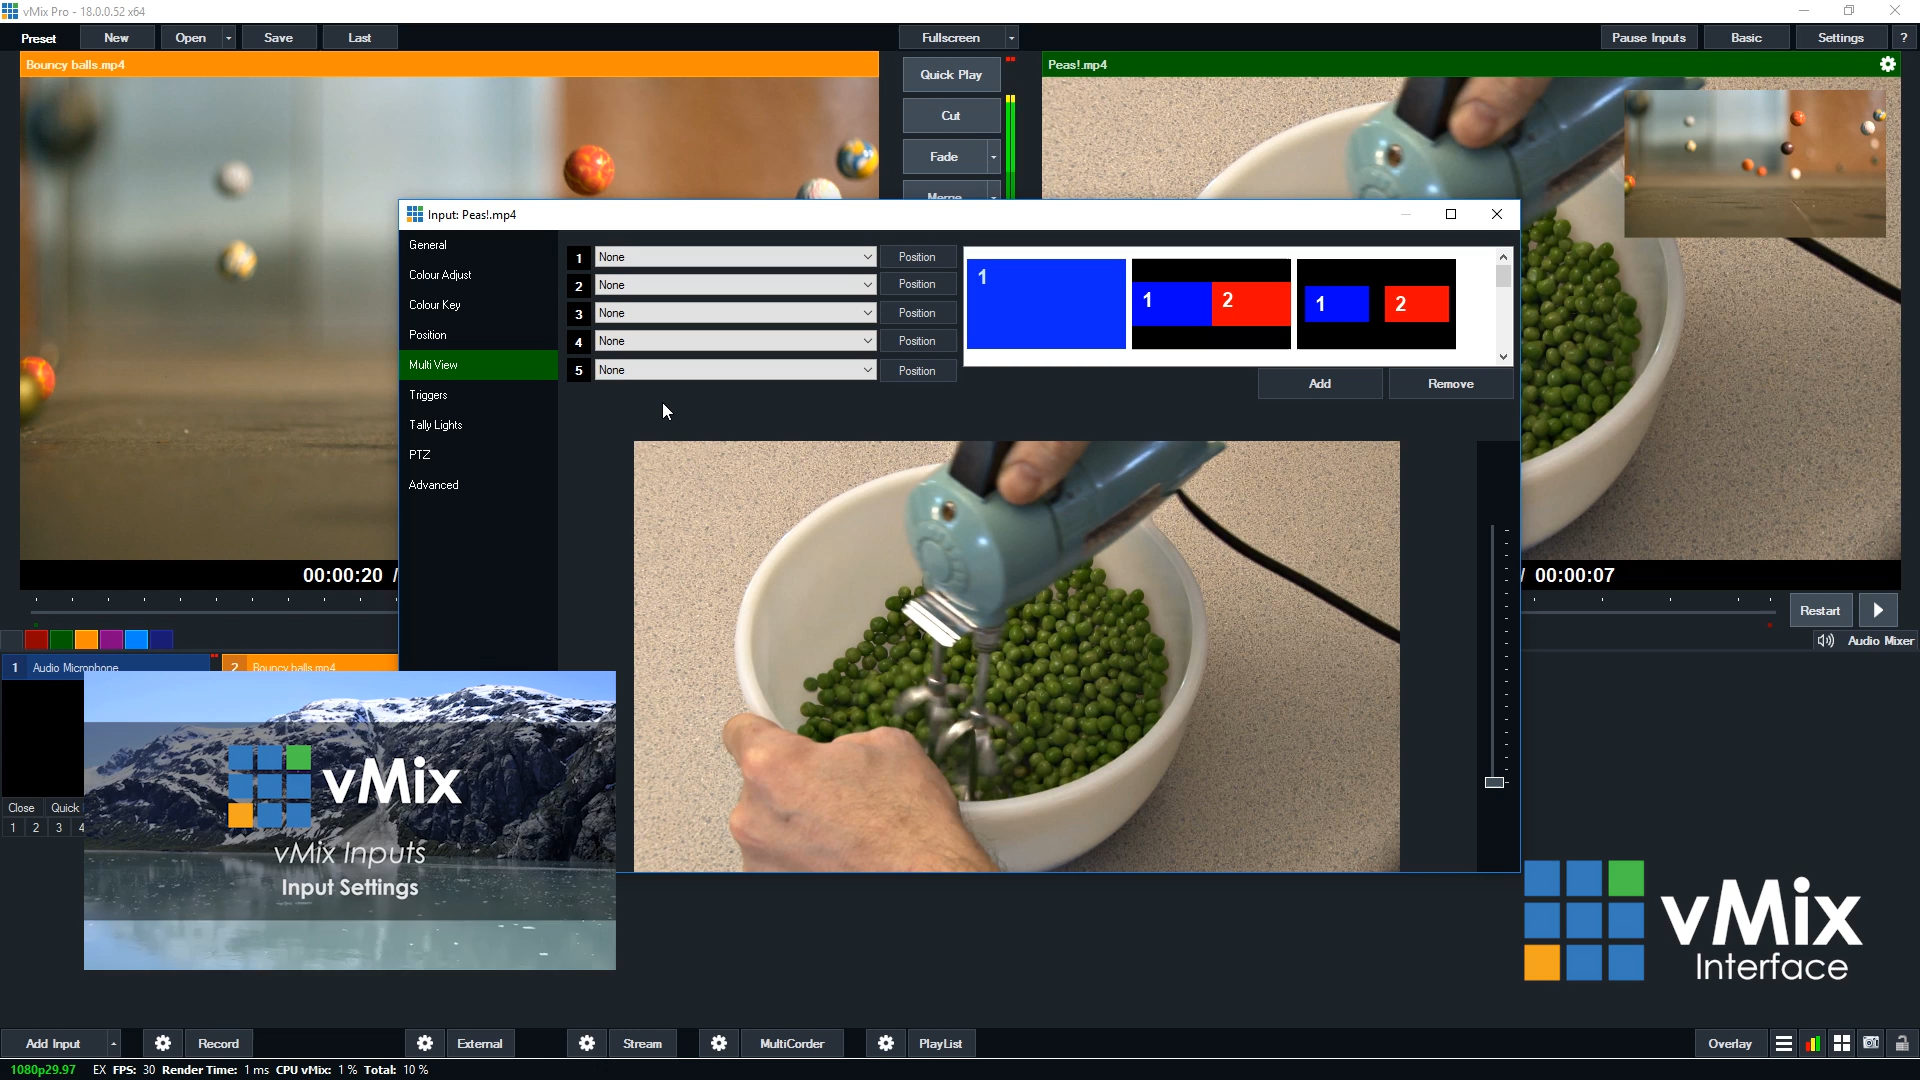 vMix Pro - 18.0.0.52 x64
Preset
New
Open
Save
Last
Fullscreen
Pause Inputs
Basic
Settings
?
Bouncy balls.mp4
Quick Play
Peas!.mp4
Cut
Fade
Merge
Input: Peas!.mp4
General
Colour Adjust
Colour Key
Position
Multi View
Triggers
Tally Lights
PTZ
Advanced
1 None Position
2 None Position
3 None Position
4 None Position
5 None Position
1
1 2
1 2
Add
Remove
00:00:20 /
/ 00:00:07
Restart
Audio Mixer
1 Audio Microphone
2 Bouncy balls.mp4
Close
Quick
1 2 3 4
vMix
vMix Inputs
Input Settings
vMix
Interface
Add Input
Record
External
Stream
MultiCorder
PlayList
Overlay
1080p29.97 EX FPS: 30 Render Time: 1 ms CPU vMix: 1 % Total: 10 %